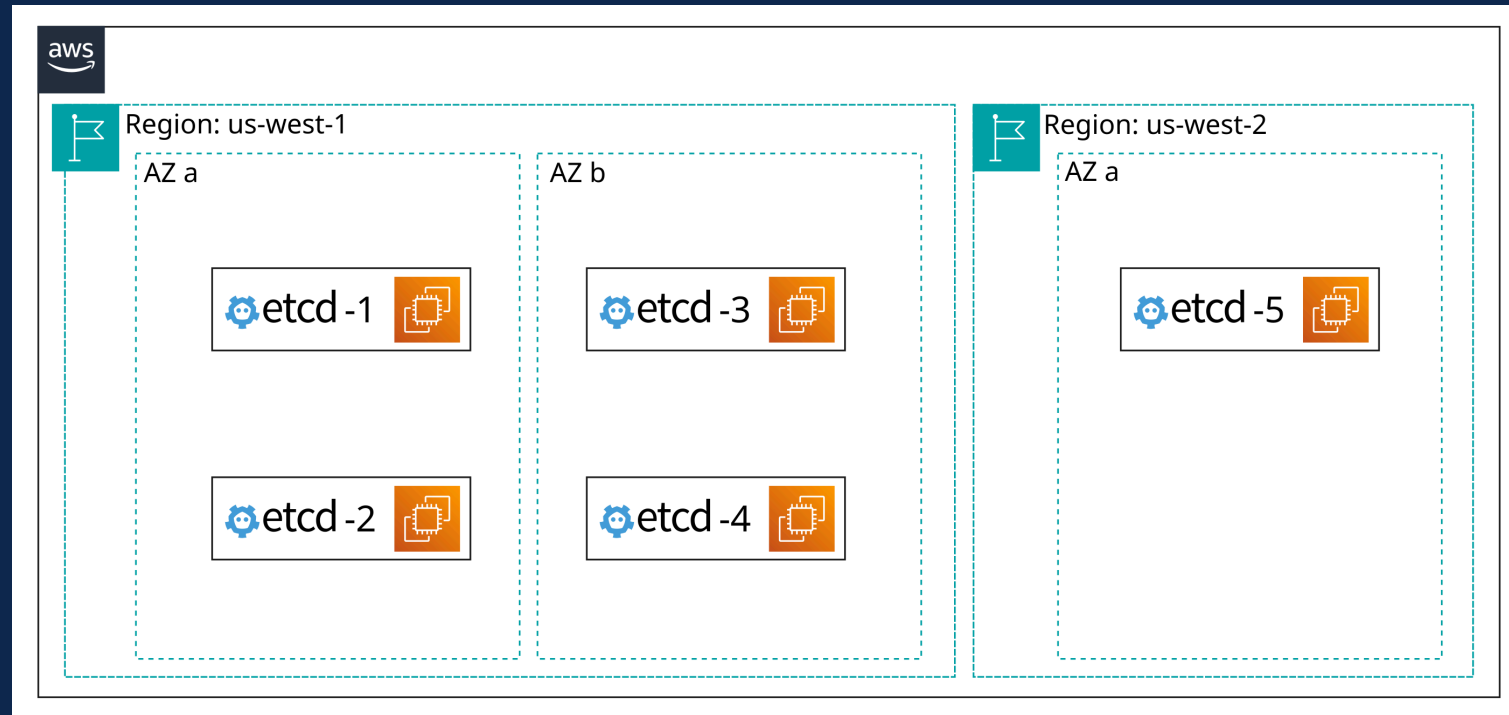 aws
Region: us-west-1
AZ a
etcd -1
etcd -2
AZ b
etcd -3
etcd -4
Region: us-west-2
AZ a
etcd -5